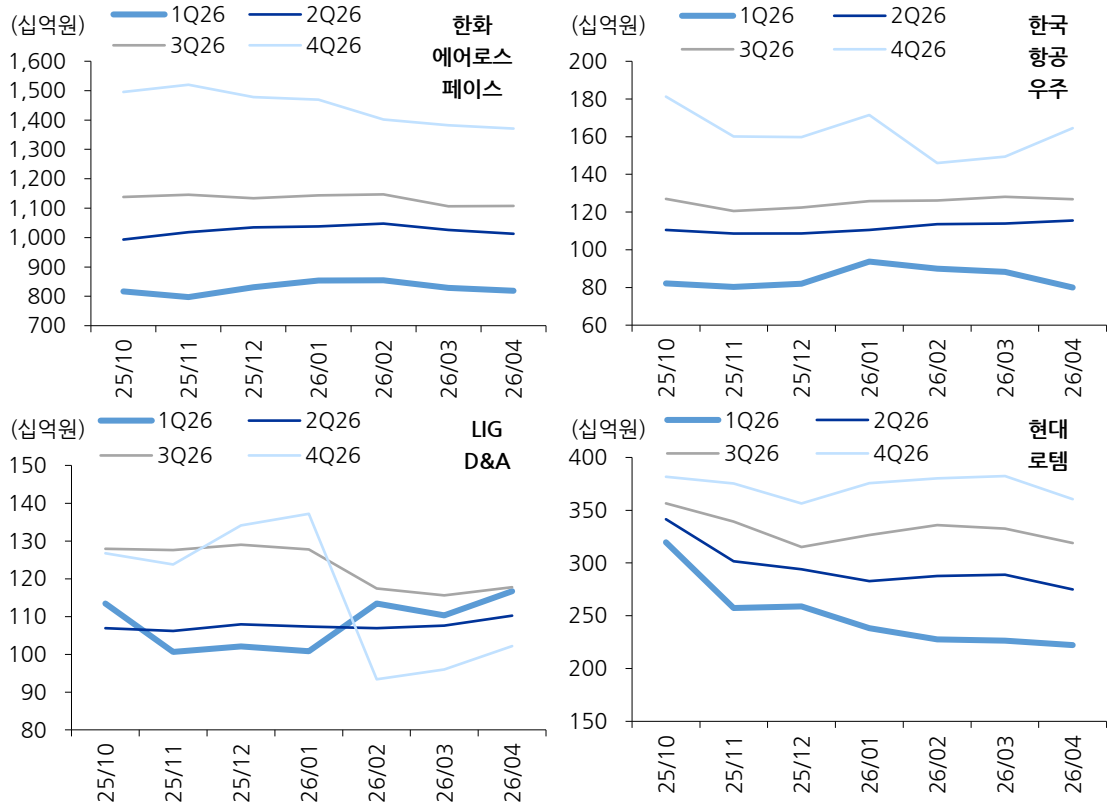 (십억원)
1Q26
2Q26
3Q26
4Q26
한화
에어로스
페이스
1,600
1,500
1,400
1,300
1,200
1,100
1,000
900
800
700
25/10
25/11
25/12
26/01
26/02
26/03
26/04
(십억원)
1Q26
2Q26
3Q26
4Q26
한국
항공
우주
200
180
160
140
120
100
80
60
25/10
25/11
25/12
26/01
26/02
26/03
26/04
(십억원)
1Q26
2Q26
3Q26
4Q26
LIG
D&A
150
140
130
120
110
100
90
80
25/10
25/11
25/12
26/01
26/02
26/03
26/04
(십억원)
1Q26
2Q26
3Q26
4Q26
현대
로템
400
350
300
250
200
150
25/10
25/11
25/12
26/01
26/02
26/03
26/04